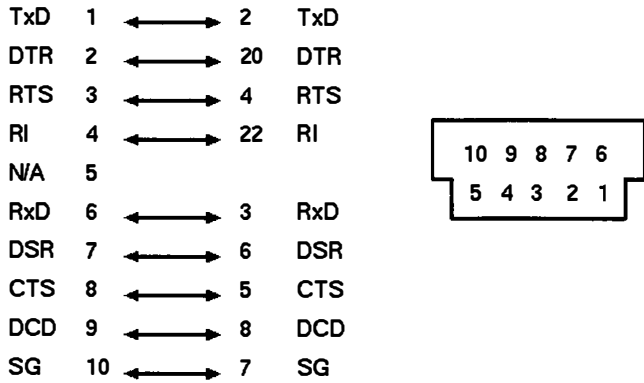 TxD 1 2 TxD
DTR 2 20 DTR
RTS 3 4 RTS
RI 4 22 RI
N/A 5
RxD 6 3 RxD
DSR 7 6 DSR
CTS 8 5 CTS
DCD 9 8 DCD
SG 10 7 SG
10 9 8 7 6
5 4 3 2 1